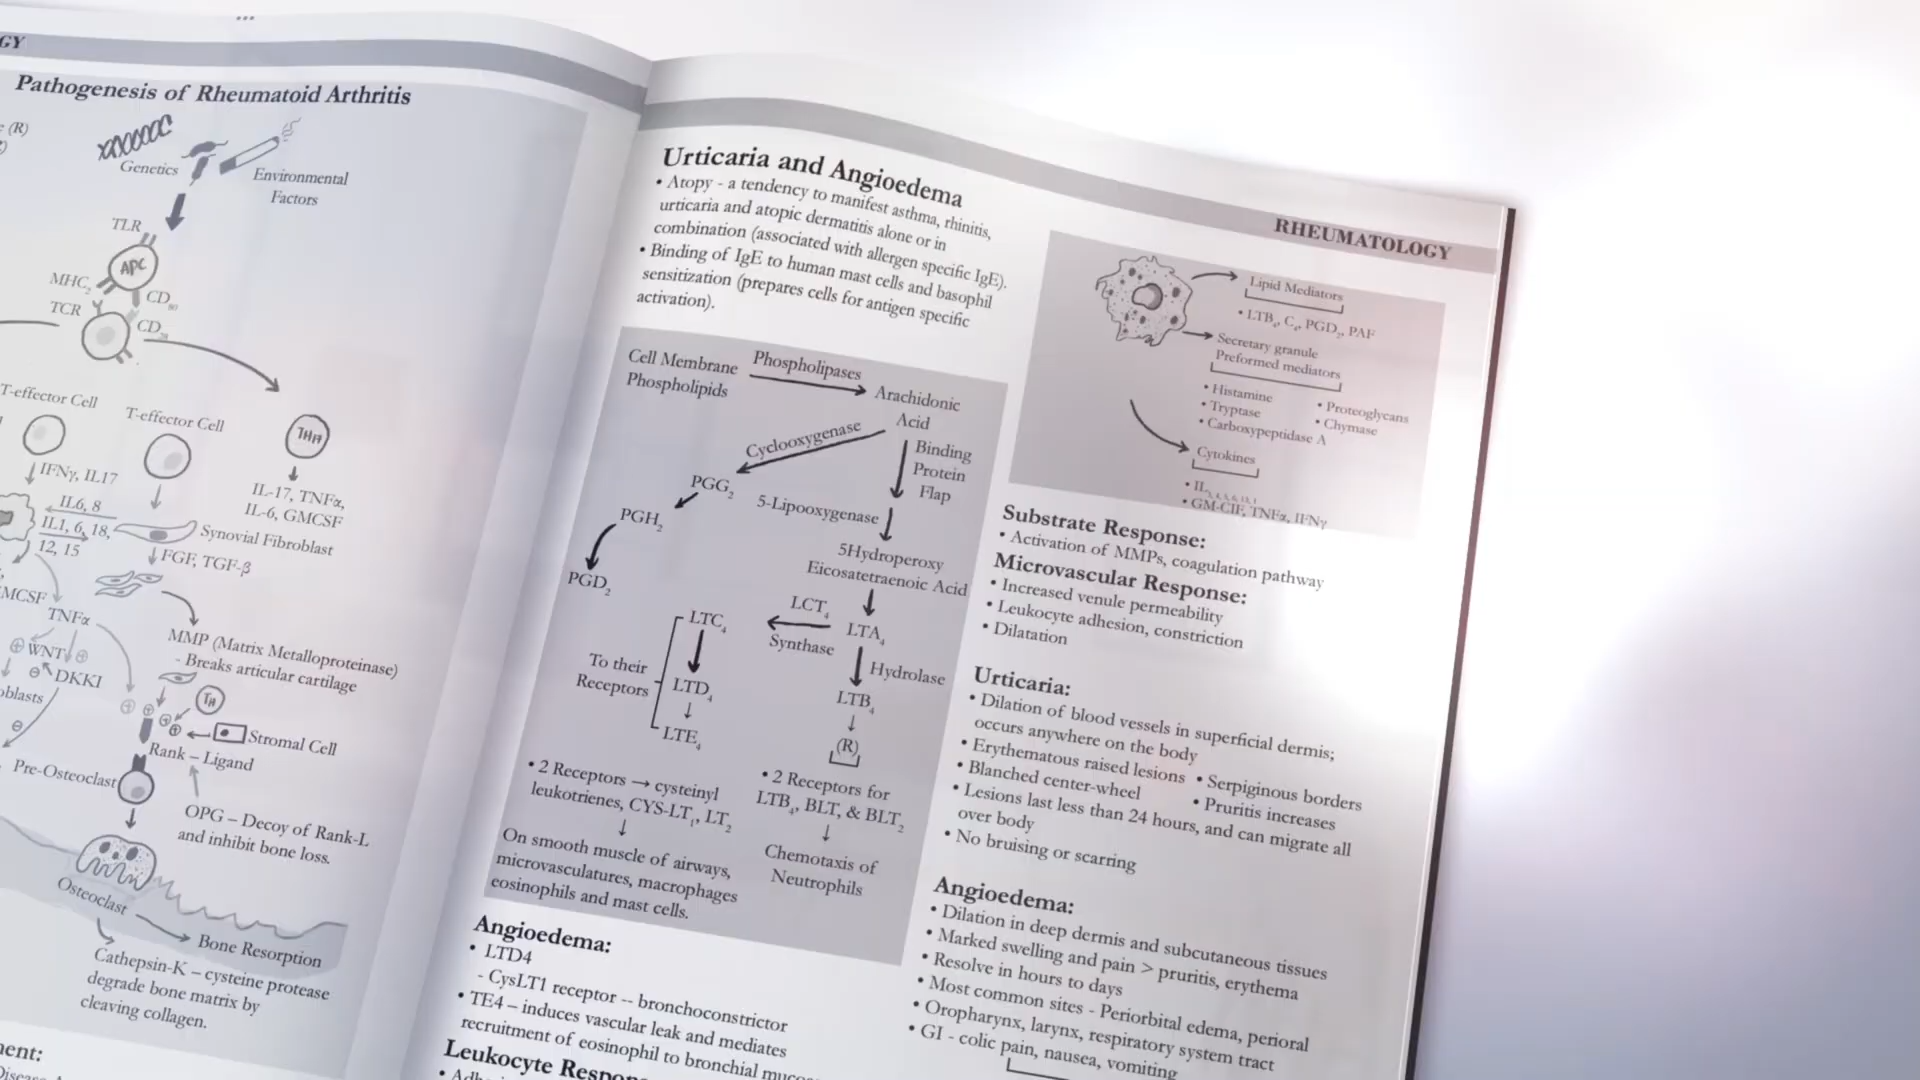 GY
Pathogenesis of Rheumatoid Arthritis
(R)
Genetics
Environmental
Factors
TLR
APC
MHC₂
TCR
CD₈₀
CD₂₈
T-effector Cell
T-effector Cell
IFNγ, IL17
IL6, 8
IL1, 6, 18,
12, 15
IL-17, TNFα,
IL-6, GMCSF
Synovial Fibroblast
FGF, TGF-β
MCSF
TNFα
WNT
DKKI
oblasts
MMP (Matrix Metalloproteinase)
- Breaks articular cartilage
TH
Stromal Cell
Rank – Ligand
Pre-Osteoclast
OPG – Decoy of Rank-L
and inhibit bone loss.
Osteoclast
Bone Resorption
Cathepsin-K – cysteine protease
degrade bone matrix by
cleaving collagen.
ment:
RHEUMATOLOGY
Urticaria and Angioedema
• Atopy - a tendency to manifest asthma, rhinitis,
urticaria and atopic dermatitis alone or in
combination (associated with allergen specific IgE).
• Binding of IgE to human mast cells and basophil
sensitization (prepares cells for antigen specific
activation).
Cell Membrane
Phospholipids
Phospholipases
Arachidonic
Acid
Cyclooxygenase
Binding
Protein
Flap
PGG₂
PGH₂
PGD₂
5-Lipooxygenase
5Hydroperoxy
Eicosatetraenoic Acid
LCT₄
Synthase
LTA₄
Hydrolase
LTC₄
To their
Receptors
LTD₄
↓
LTE₄
LTB₄
↓
(R)
• 2 Receptors → cysteinyl
leukotrienes, CYS-LT₁, LT₂
↓
On smooth muscle of airways,
microvasculatures, macrophages
eosinophils and mast cells.
• 2 Receptors for
LTB₄, BLT, & BLT₂
↓
Chemotaxis of
Neutrophils
Angioedema:
• LTD4
- CysLT1 receptor -- bronchoconstrictor
• TE4 – induces vascular leak and mediates
recruitment of eosinophil to bronchial
Leukocyte
Lipid Mediators
• LTB₄, C₄, PGD₂, PAF
Secretary granule
Preformed mediators
• Histamine
• Tryptase
• Carboxypeptidase A
• Proteoglycans
• Chymase
Cytokines
• IL₃, ₄, ₅, ₆, ₁₃, ₁
• GM-CIF, TNFα, IFNγ
Substrate Response:
• Activation of MMPs, coagulation pathway
Microvascular Response:
• Increased venule permeability
• Leukocyte adhesion, constriction
• Dilatation
Urticaria:
• Dilation of blood vessels in superficial dermis;
occurs anywhere on the body
• Erythematous raised lesions • Serpiginous borders
• Blanched center-wheel • Pruritis increases
• Lesions last less than 24 hours, and can migrate all
over body
• No bruising or scarring
Angioedema:
• Dilation in deep dermis and subcutaneous tissues
• Marked swelling and pain > pruritis, erythema
• Resolve in hours to days
• Most common sites - Periorbital edema, perioral
• Oropharynx, larynx, respiratory system tract
• GI - colic pain, nausea, vomiting